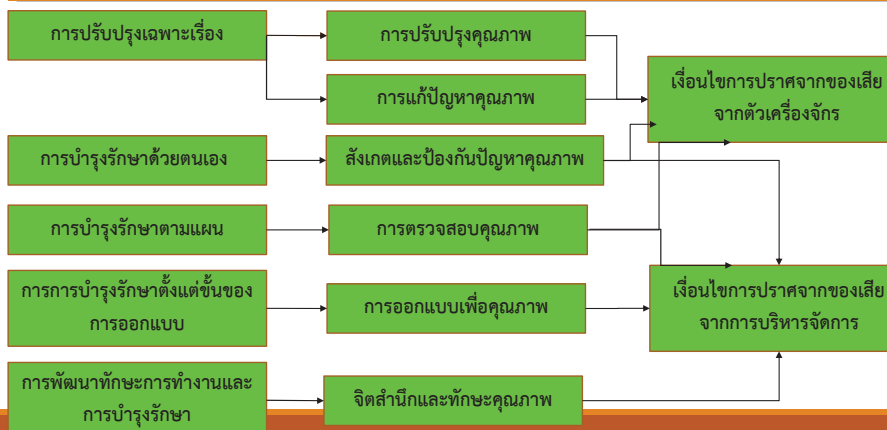 การปรับปรุงเฉพาะเรื่อง
การปรับปรุงคุณภาพ
การแก้ปัญหาคุณภาพ
เงื่อนไขการปราศจากของเสีย
จากตัวเครื่องจักร
การบำรุงรักษาด้วยตนเอง
สังเกตและป้องกันปัญหาคุณภาพ
การบำรุงรักษาตามแผน
การตรวจสอบคุณภาพ
การการบำรุงรักษาตั้งแต่ขั้นของ
การออกแบบ
การออกแบบเพื่อคุณภาพ
เงื่อนไขการปราศจากของเสีย
จากการบริหารจัดการ
การพัฒนาทักษะการทำงานและ
การบำรุงรักษา
จิตสำนึกและทักษะคุณภาพ